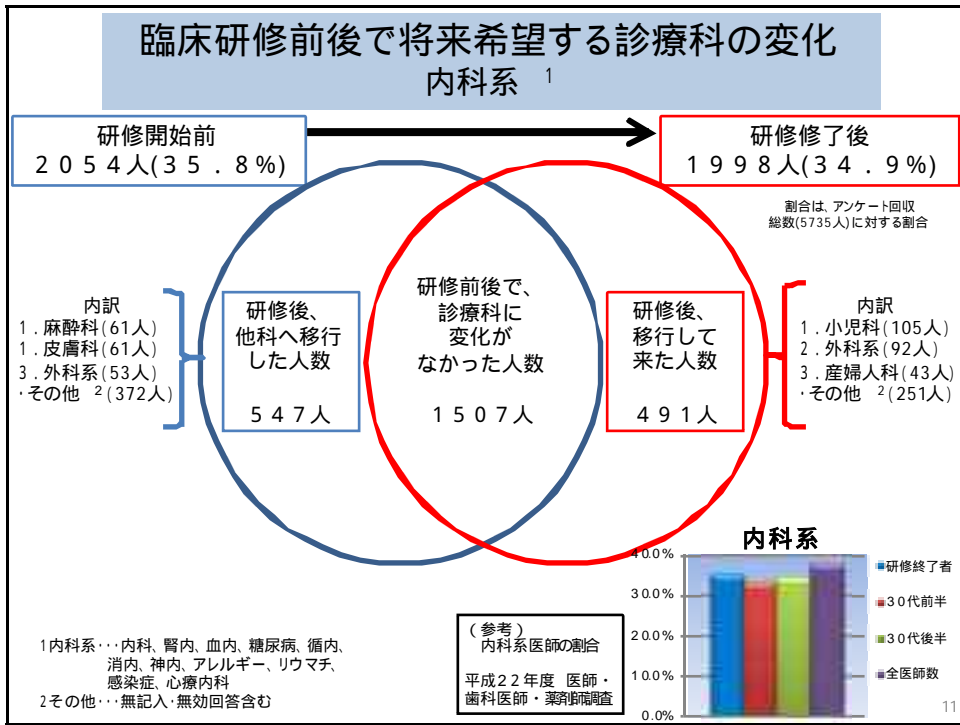 臨床研修前後で将来希望する診療科の変化
内科系 1
研修開始前
2054人(35.8%)
研修修了後
1998人(34.9%)
割合は、アンケート回収
総数(5735人)に対する割合
内訳
1.麻酔科(61人)
1.皮膚科(61人)
3.外科系(53人)
・その他 2(372人)
研修後、
他科へ移行
した人数
547人
研修前後で、
診療科に
変化が
なかった人数
1507人
研修後、
移行して
来た人数
491人
内訳
1.小児科(105人)
2.外科系(92人)
3.産婦人科(43人)
・その他 2(251人)
1内科系･･･内科、腎内、血内、糖尿病、循内、
消内、神内、アレルギー、リウマチ、
感染症、心療内科
2その他･･･無記入･無効回答含む
(参考)
内科系医師の割合
平成22年度 医師・
歯科医師・薬剤師調査
内科系
40.0%
30.0%
20.0%
10.0%
0.0%
研修終了者
30代前半
30代後半
全医師数
11